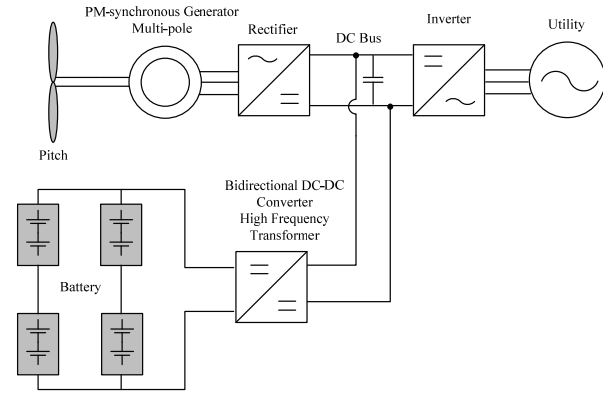 PM-synchronous Generator
Multi-pole
Rectifier
DC Bus
Inverter
Utility
Pitch
Bidirectional DC-DC
Converter
High Frequency
Transformer
Battery